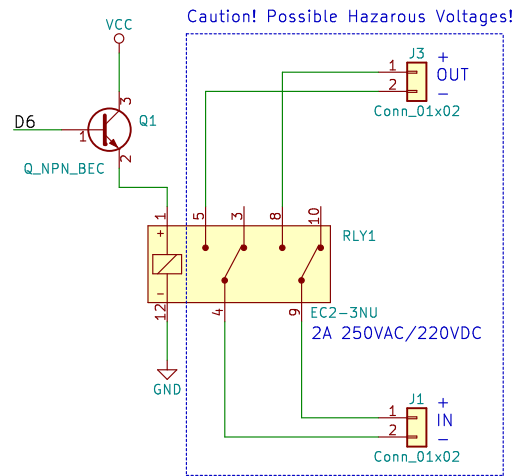 Caution! Possible Hazarous Voltages!
VCC
J3
1
+
OUT
2
-
Conn_01x02
3
D6
1
Q1
2
Q_NPN_BEC
1
5
3
8
10
+
RLY1
-
12
4
9
EC2-3NU
2A 250VAC/220VDC
GND
J1
+
1
IN
2
-
Conn_01x02